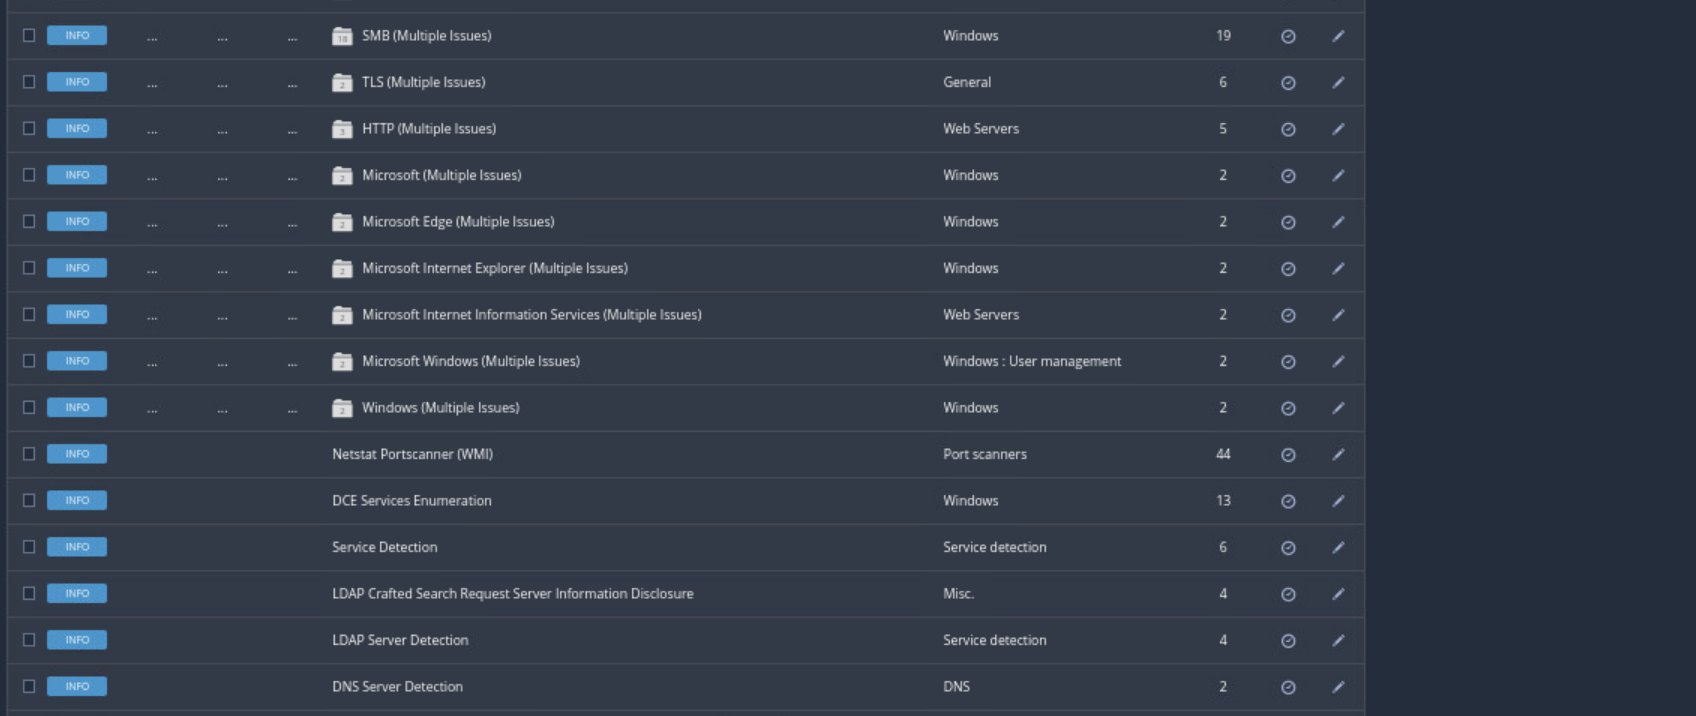 INFO ... ... ... 18 SMB (Multiple Issues) Windows 19
INFO ... ... ... 2 TLS (Multiple Issues) General 6
INFO ... ... ... 3 HTTP (Multiple Issues) Web Servers 5
INFO ... ... ... 2 Microsoft (Multiple Issues) Windows 2
INFO ... ... ... 2 Microsoft Edge (Multiple Issues) Windows 2
INFO ... ... ... 2 Microsoft Internet Explorer (Multiple Issues) Windows 2
INFO ... ... ... 2 Microsoft Internet Information Services (Multiple Issues) Web Servers 2
INFO ... ... ... 2 Microsoft Windows (Multiple Issues) Windows : User management 2
INFO ... ... ... 2 Windows (Multiple Issues) Windows 2
INFO Netstat Portscanner (WMI) Port scanners 44
INFO DCE Services Enumeration Windows 13
INFO Service Detection Service detection 6
INFO LDAP Crafted Search Request Server Information Disclosure Misc. 4
INFO LDAP Server Detection Service detection 4
INFO DNS Server Detection DNS 2